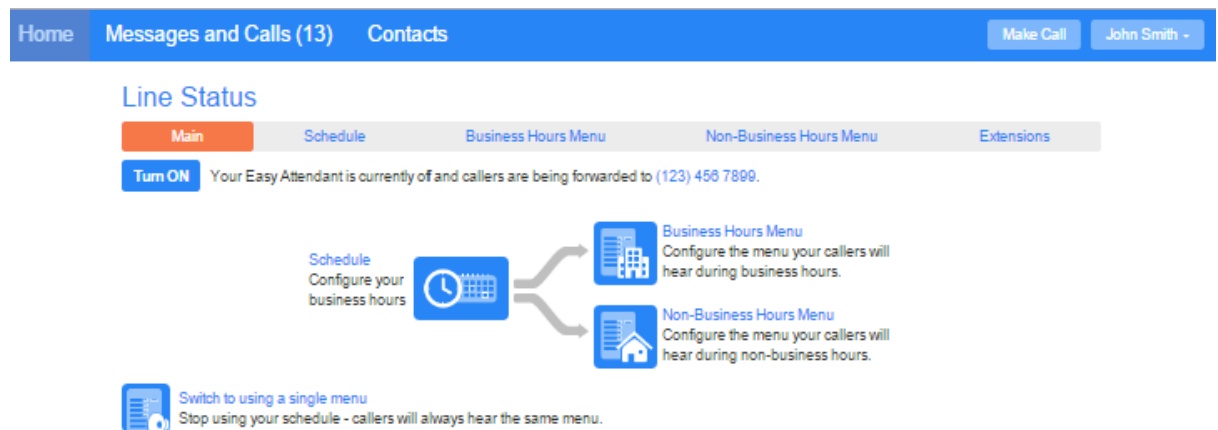 Home Messages and Calls (13) Contacts Make Call John Smith
Line Status
Main Schedule Business Hours Menu Non-Business Hours Menu Extensions
Turn ON Your Easy Attendant is currently of and callers are being forwarded to (123) 456 7899.
Schedule
Configure your
business hours
Business Hours Menu
Configure the menu your callers will
hear during business hours.
Non-Business Hours Menu
Configure the menu your callers will
hear during non-business hours.
Switch to using a single menu
Stop using your schedule - callers will always hear the same menu.